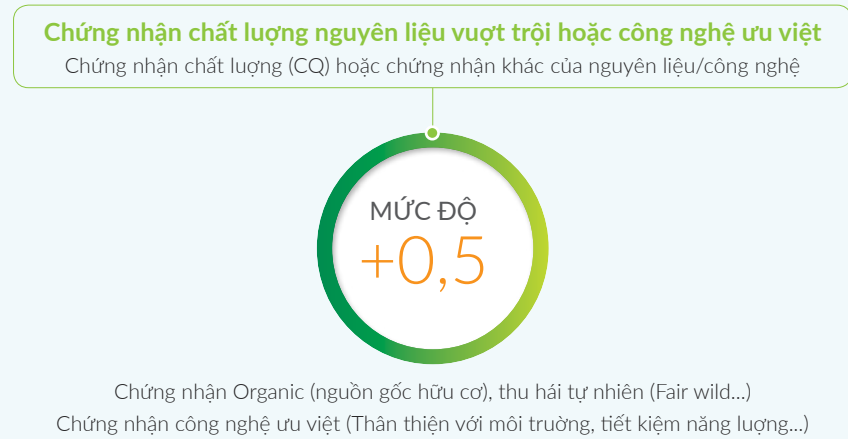 Chứng nhận chất lượng nguyên liệu vượt trội hoặc công nghệ ưu việt
Chứng nhận chất lượng (CQ) hoặc chứng nhận khác của nguyên liệu/công nghệ
MỨC ĐỘ
+0,5
Chứng nhận Organic (nguồn gốc hữu cơ), thu hái tự nhiên (Fair wild...)
Chứng nhận công nghệ ưu việt (Thân thiện với môi trường, tiết kiệm năng lượng...)